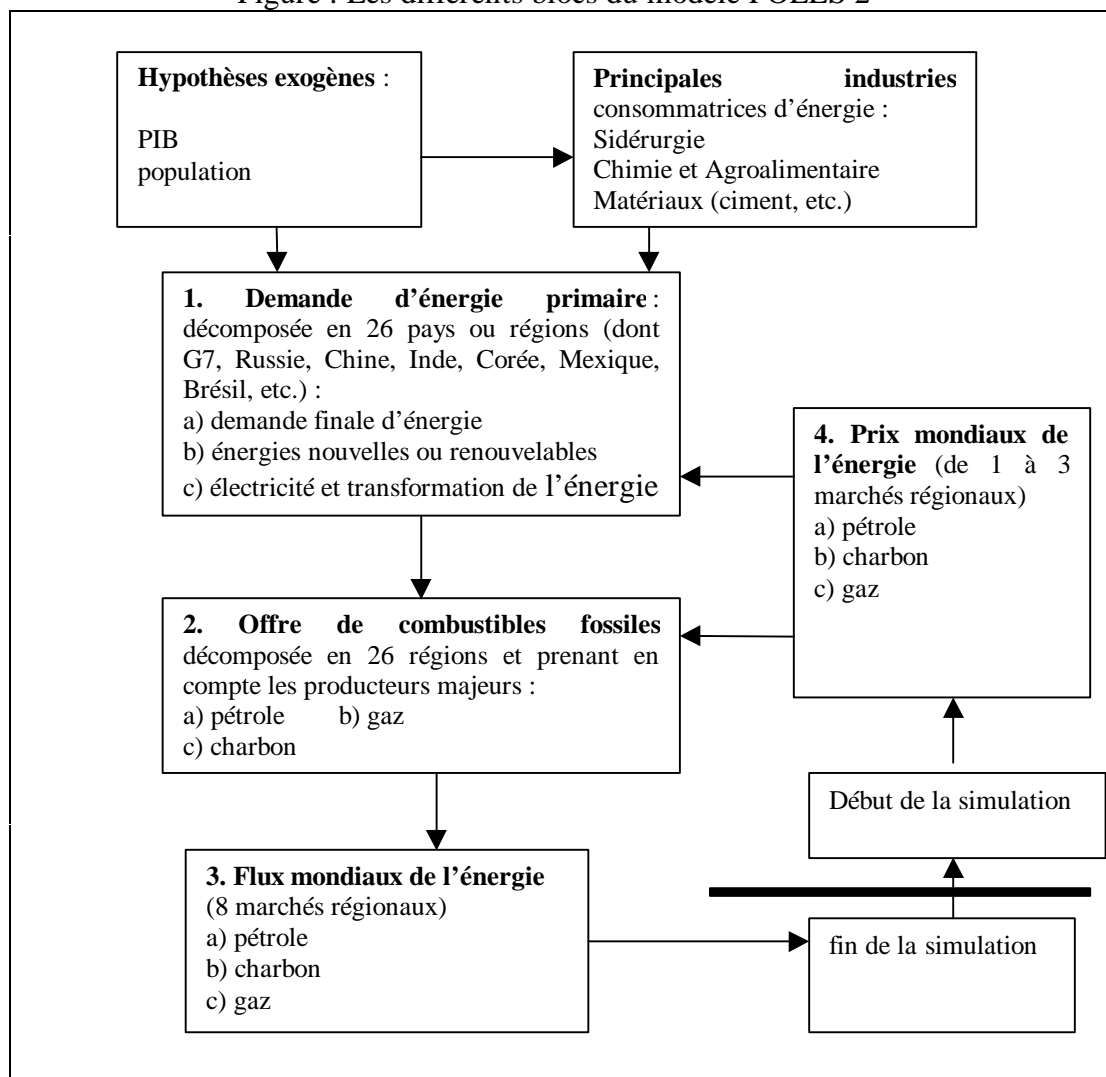 Figure : Les différents blocs du modèle POLES 2
Hypothèses exogènes :
PIB
population
Principales industries
consommatrices d’énergie :
Sidérurgie
Chimie et Agroalimentaire
Matériaux (ciment, etc.)
1. Demande d’énergie primaire :
décomposée en 26 pays ou régions (dont
G7, Russie, Chine, Inde, Corée, Mexique,
Brésil, etc.) :
a) demande finale d’énergie
b) énergies nouvelles ou renouvelables
c) électricité et transformation de l’énergie
4. Prix mondiaux de
l’énergie (de 1 à 3
marchés régionaux)
a) pétrole
b) charbon
c) gaz
2. Offre de combustibles fossiles
décomposée en 26 régions et prenant en
compte les producteurs majeurs :
a) pétrole b) gaz
c) charbon
Début de la simulation
3. Flux mondiaux de l’énergie
(8 marchés régionaux)
a) pétrole
b) charbon
c) gaz
fin de la simulation